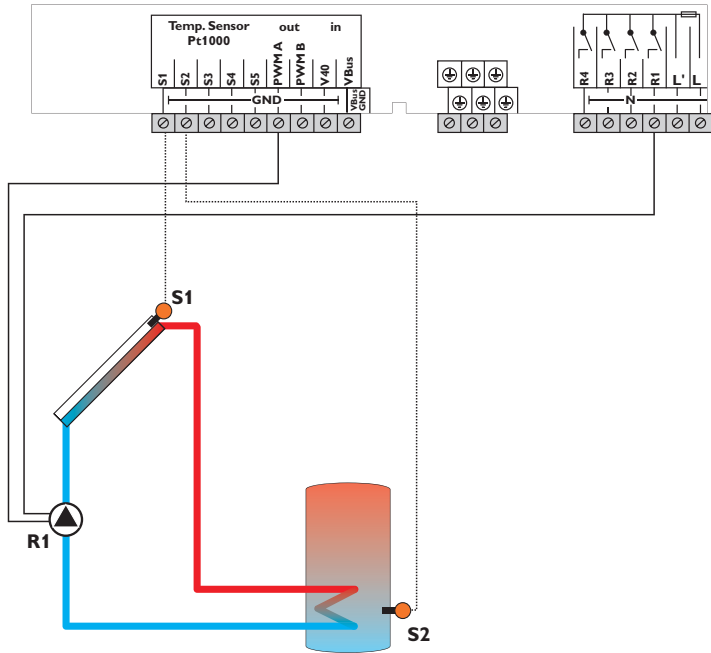 Temp. Sensor out in
Pt1000
S1 S2 S3 S4 S5 PWM A PWM B V40 VBus
GND
VBus
GND
R4 R3 R2 R1 L' L
N
S1
R1
S2